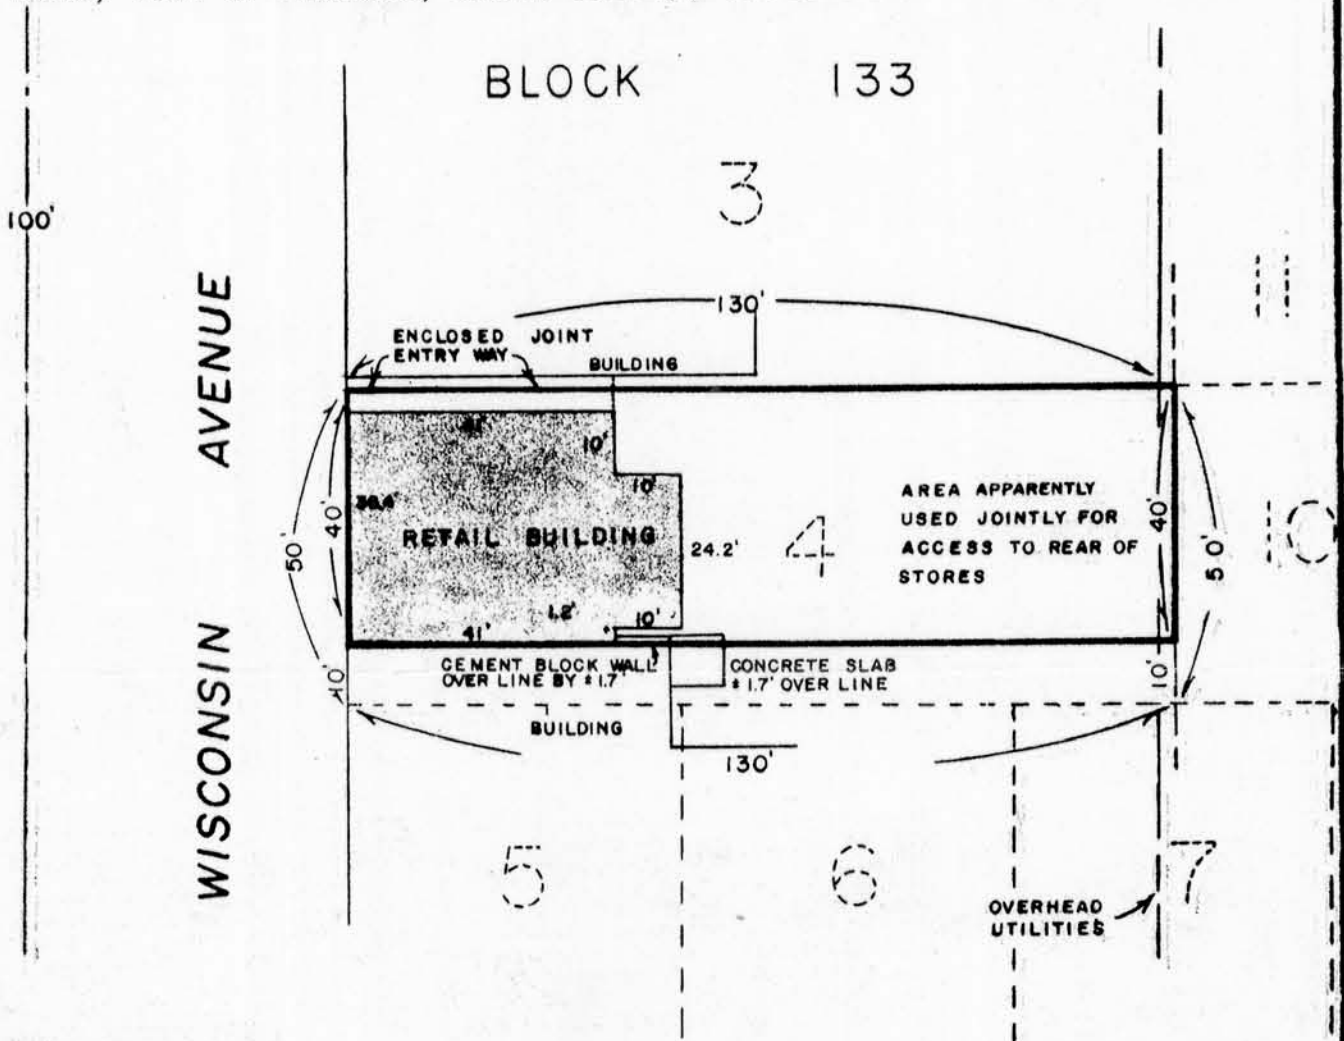 BLOCK 133
3
100'
AVENUE
11
130'
ENCLOSED JOINT
ENTRY WAY
BUILDING
41'
10'
10'
36.4'
RETAIL BUILDING
24.2'
4
AREA APPARENTLY
USED JOINTLY FOR
ACCESS TO REAR OF
STORES
50'
40'
40'
50'
10
1.2'
10'
41'
WISCONSIN
CEMENT BLOCK WALL
OVER LINE BY ± 1.7'
CONCRETE SLAB
± 1.7' OVER LINE
10'
10'
BUILDING
130'
5
6
7
OVERHEAD
UTILITIES